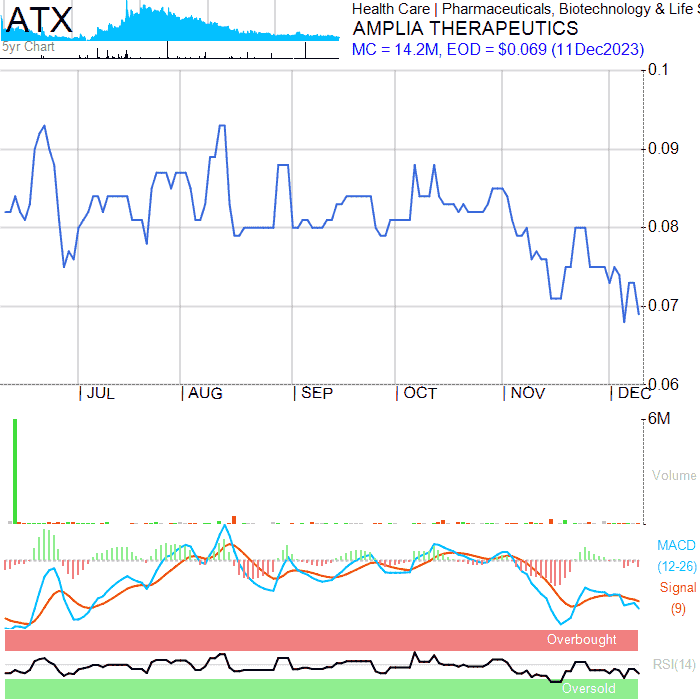 ATX
5yr Chart
Health Care | Pharmaceuticals, Biotechnology & Life S
AMPLIA THERAPEUTICS
MC = 14.2M, EOD = $0.069 (11Dec2023)
0.1
0.09
0.08
0.07
0.06
JUL AUG SEP OCT NOV DEC
6M
Volume
MACD
(12-26)
Signal
(9)
Overbought
RSI(14)
Oversold